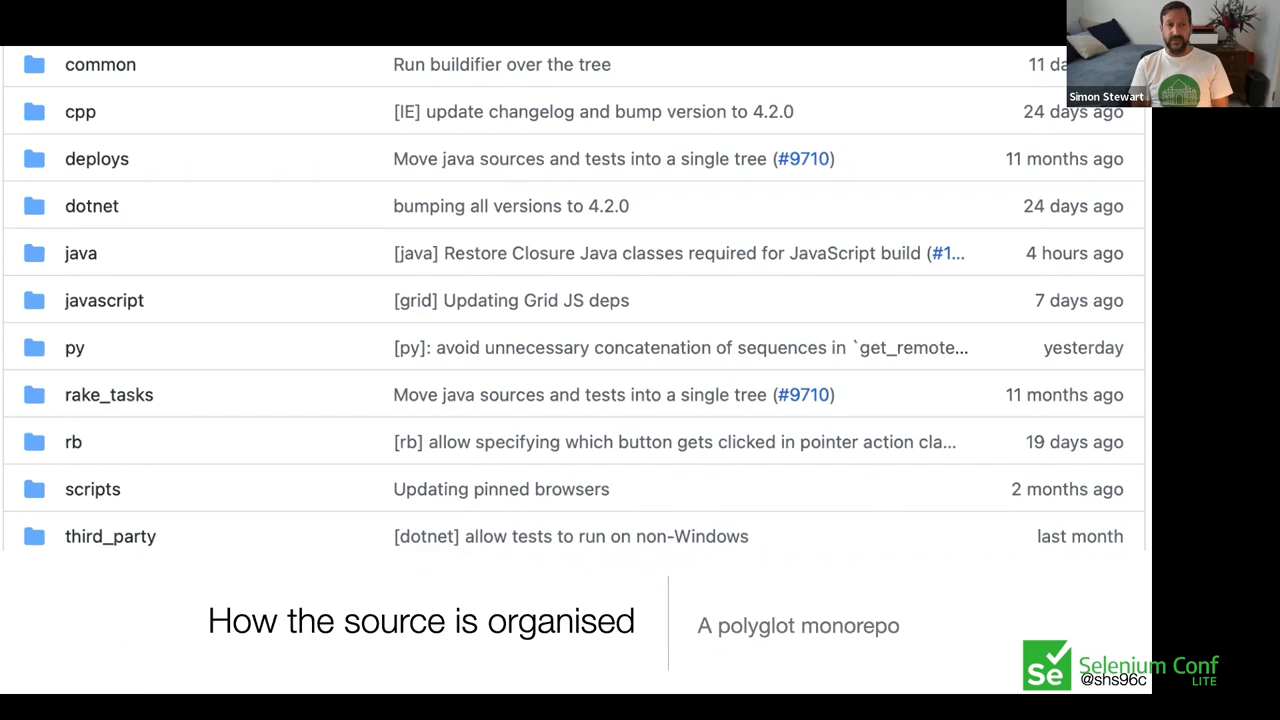 common Run buildifier over the tree 11 da
Simon Stewart
cpp [IE] update changelog and bump version to 4.2.0 24 days ago
deploys Move java sources and tests into a single tree (#9710) 11 months ago
dotnet bumping all versions to 4.2.0 24 days ago
java [java] Restore Closure Java classes required for JavaScript build (#1... 4 hours ago
javascript [grid] Updating Grid JS deps 7 days ago
py [py]: avoid unnecessary concatenation of sequences in `get_remote... yesterday
rake_tasks Move java sources and tests into a single tree (#9710) 11 months ago
rb [rb] allow specifying which button gets clicked in pointer action cla... 19 days ago
scripts Updating pinned browsers 2 months ago
third_party [dotnet] allow tests to run on non-Windows last month
How the source is organised
A polyglot monorepo
Se Selenium Conf
LITE
@shs96c